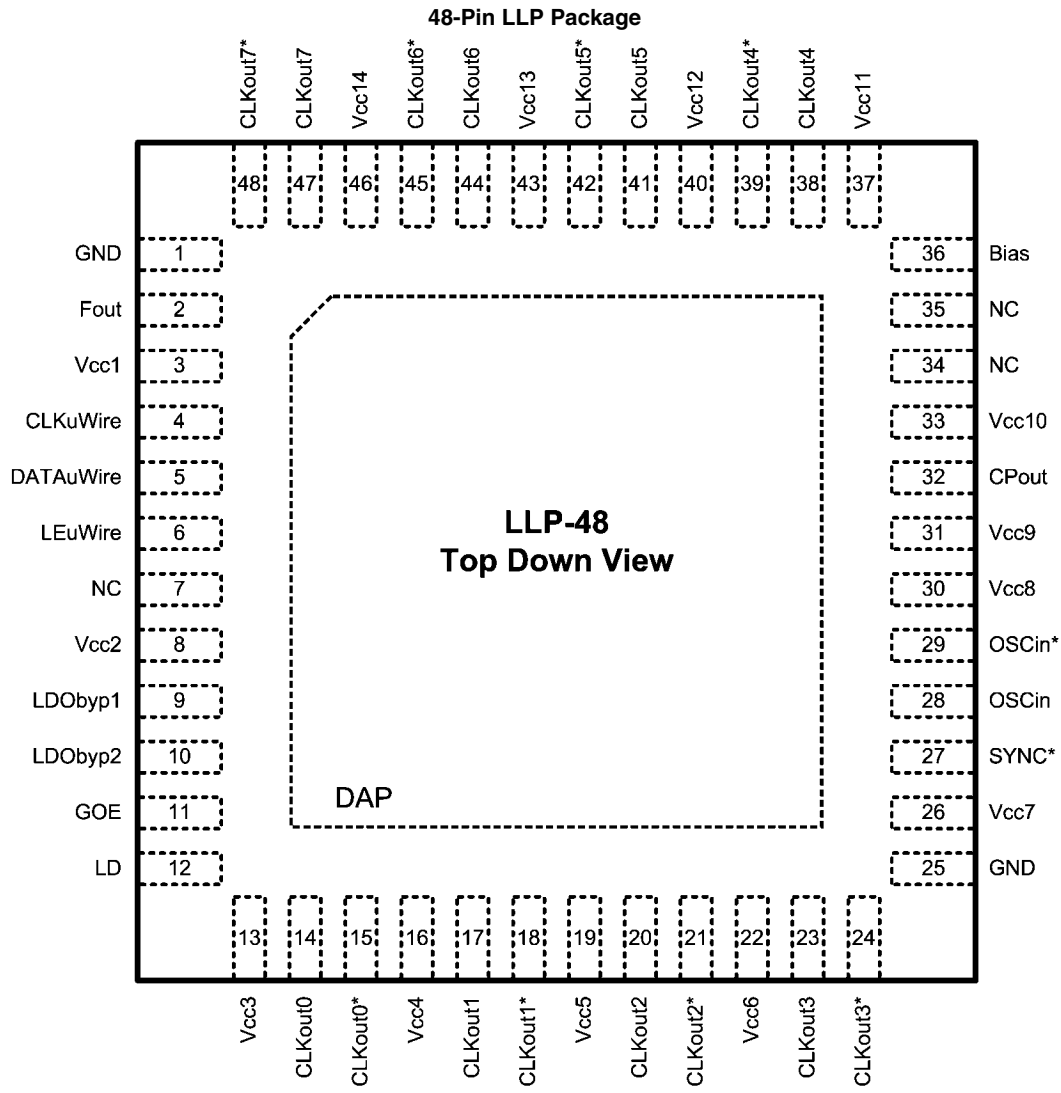 48-Pin LLP Package
CLKout7*
CLKout7
Vcc14
CLKout6*
CLKout6
Vcc13
CLKout5*
CLKout5
Vcc12
CLKout4*
CLKout4
Vcc11
48
47
46
45
44
43
42
41
40
39
38
37
GND 1
36 Bias
Fout 2
35 NC
Vcc1 3
34 NC
CLKuWire 4
33 Vcc10
DATAuWire 5
32 CPout
LEuWire 6
31 Vcc9
NC 7
30 Vcc8
Vcc2 8
29 OSCin*
LDObyp1 9
28 OSCin
LDObyp2 10
27 SYNC*
GOE 11
26 Vcc7
LD 12
25 GND
LLP-48
Top Down View
DAP
13
14
15
16
17
18
19
20
21
22
23
24
Vcc3
CLKout0
CLKout0*
Vcc4
CLKout1
CLKout1*
Vcc5
CLKout2
CLKout2*
Vcc6
CLKout3
CLKout3*